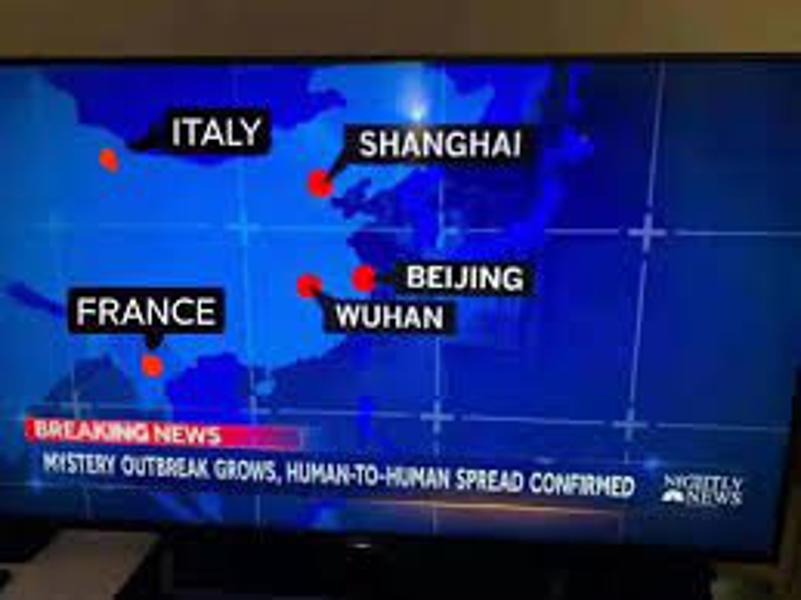 ITALY
SHANGHAI
BEIJING
WUHAN
FRANCE
BREAKING NEWS
MYSTERY OUTBREAK GROWS, HUMAN-TO-HUMAN SPREAD CONFIRMED
NIGHTLY
NEWS